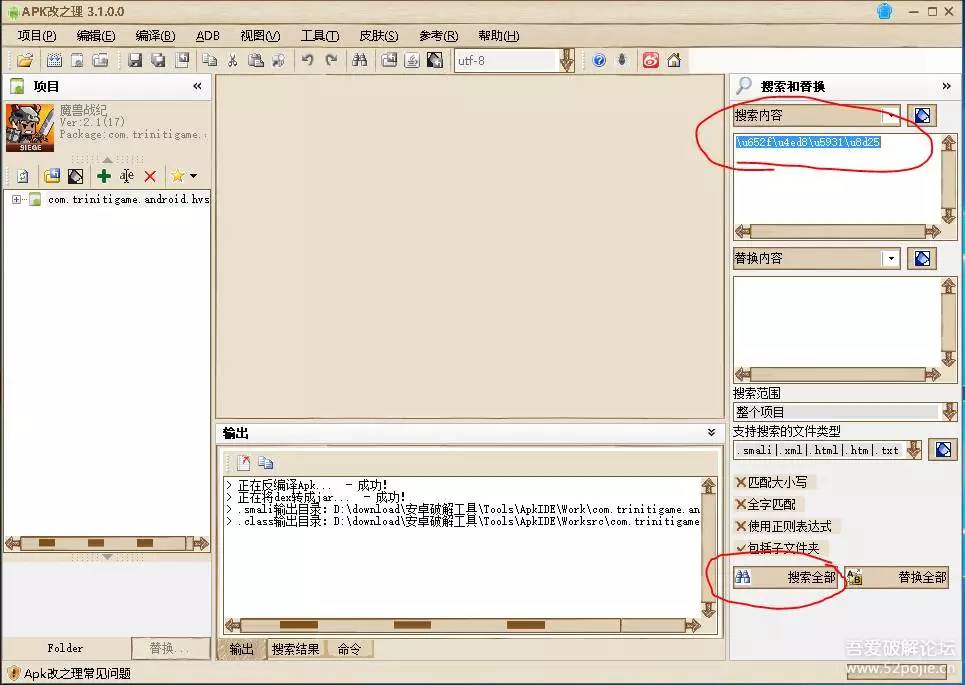 APK改之理 3.1.0.0
项目(P) 编辑(E) 编译(B) ADB 视图(V) 工具(T) 皮肤(S) 参考(R) 帮助(H)
utf-8
项目
SIEGE
魔兽战纪
Ver:2.1(17)
Package:com.trinitigame.
com.trinitigame.android.hvs
Folder
替换...
输出
> 正在反编译Apk... - 成功!
> 正在将dex转成jar... - 成功!
> .smali输出目录: D:\download\安卓破解工具\Tools\ApkIDE\Work\com.trinitigame.an
> .class输出目录: D:\download\安卓破解工具\Tools\ApkIDE\Worksrc\com.trinitigame
输出 搜索结果 命令
搜索和替换
搜索内容
\u652f\u4ed8\u5931\u8d25
替换内容
搜索范围
整个项目
支持搜索的文件类型
.smali|.xml|.html|.htm|.txt
匹配大小写
全字匹配
使用正则表达式
包括子文件夹
搜索全部
替换全部
Apk改之理常见问题
吾爱破解论坛
www.52pojie.cn